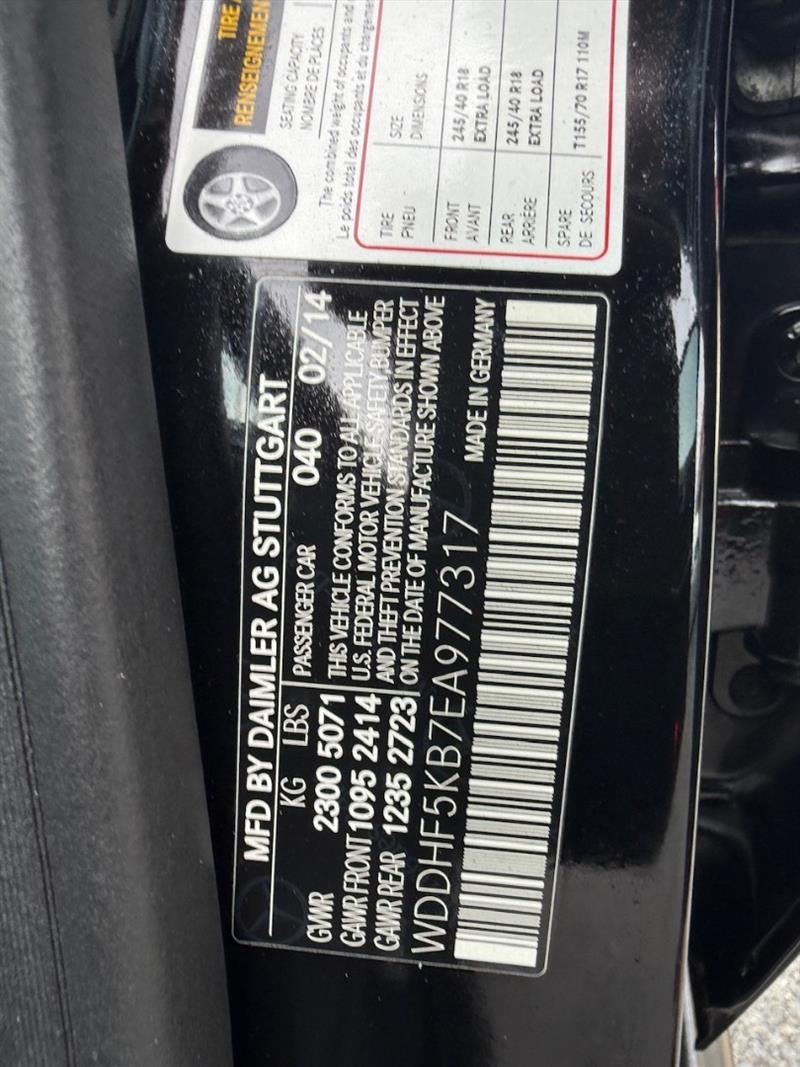 TIRE
RENSEIGNEMEN
SEATING CAPACITY
NOMBRE DE PLACES
The combined weight of occupants and
Le poids total des occupants et du chargement
TIRE SIZE
PNEU DIMENSIONS
FRONT 245/40 R18
AVANT EXTRA LOAD
REAR 245/40 R18
ARRIÈRE EXTRA LOAD
SPARE T155/70 R17 110M
DE SECOURS
MFD BY DAIMLER AG STUTTGART
KG LBS PASSENGER CAR 040 02/14
GVWR 2300 5071 THIS VEHICLE CONFORMS TO ALL APPLICABLE
GAWR FRONT 1095 2414 U.S. FEDERAL MOTOR VEHICLE SAFETY, BUMPER
GAWR REAR 1235 2723 AND THEFT PREVENTION STANDARDS IN EFFECT
ON THE DATE OF MANUFACTURE SHOWN ABOVE
WDDHF5KB7EA977317 MADE IN GERMANY